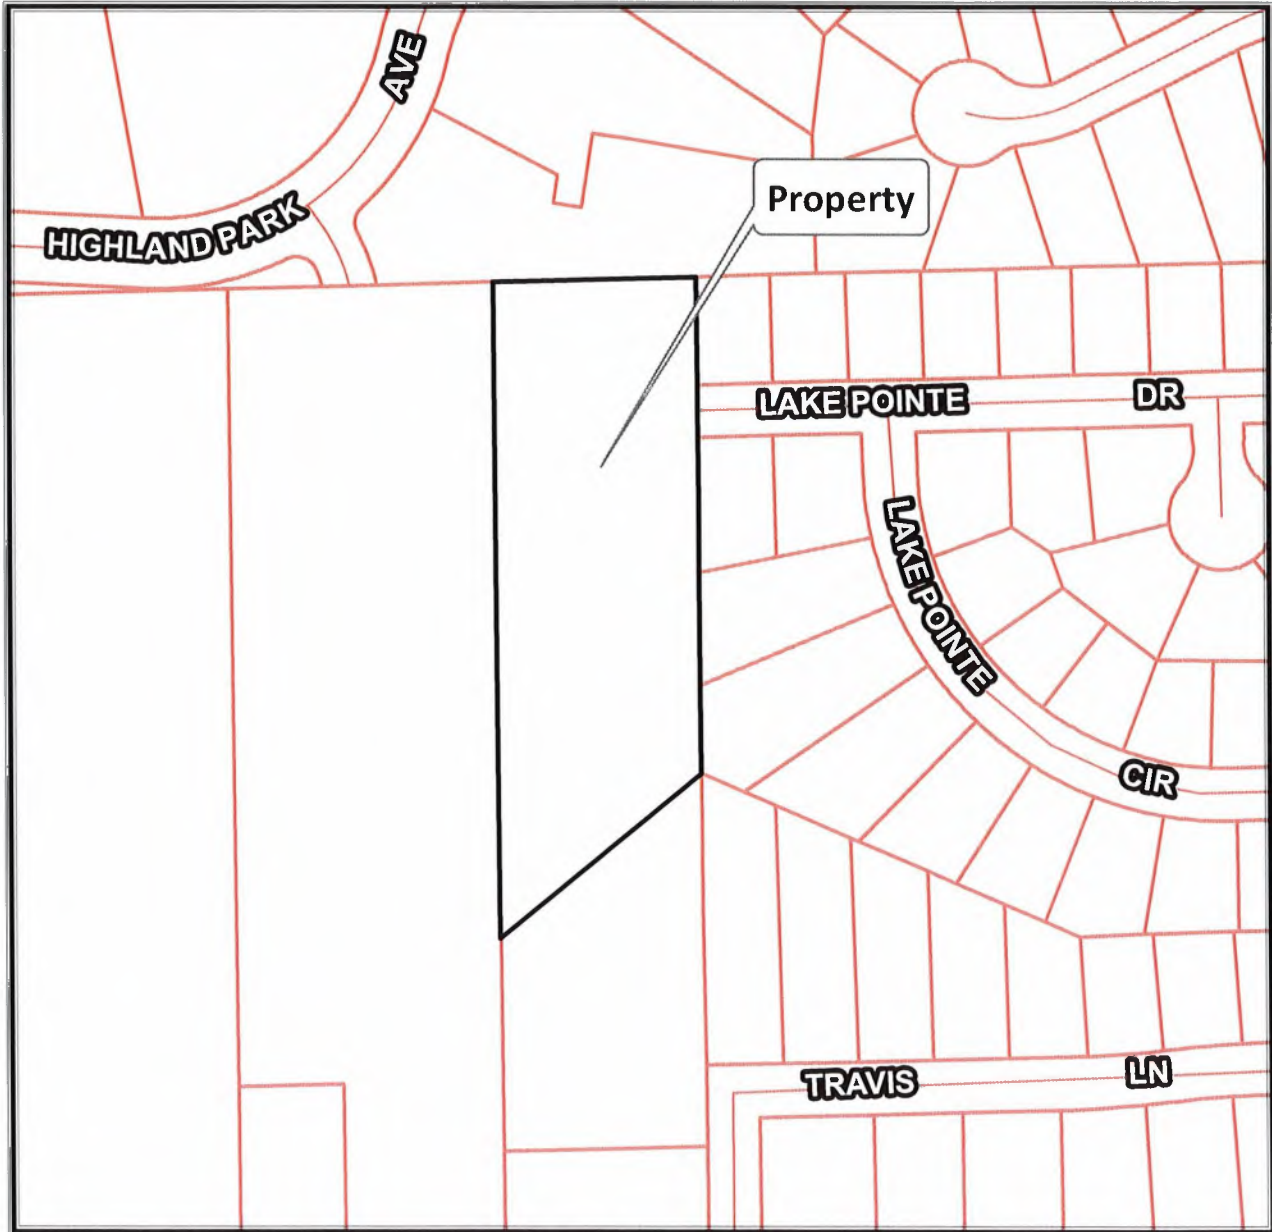 AVE
HIGHLAND PARK
Property
LAKE POINTE DR
LAKE POINTE
CIR
TRAVIS LN